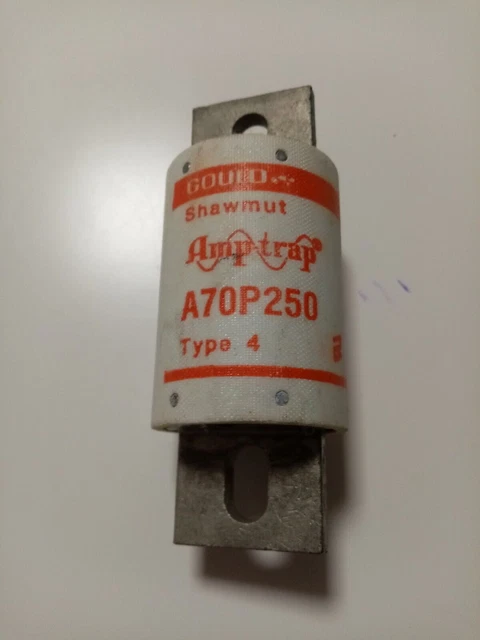 GOULD
Shawmut
Amp-trap®
A70P250
Type 4